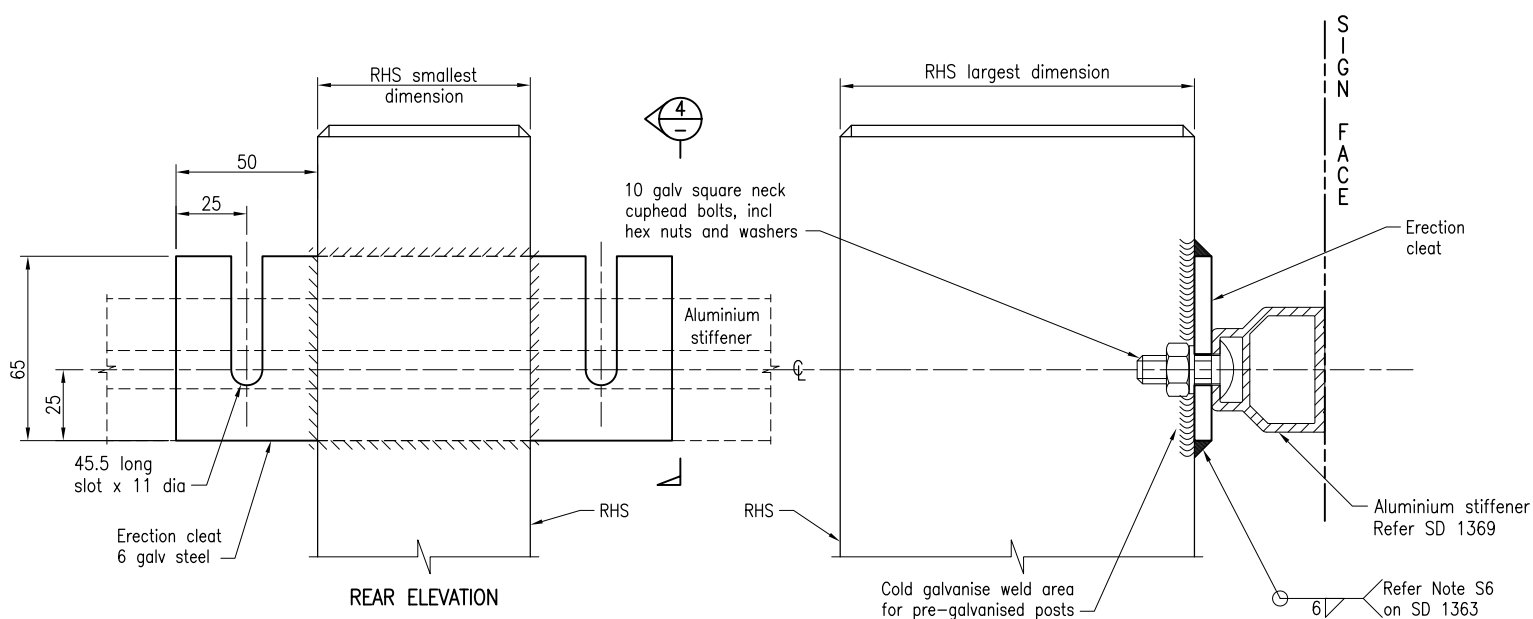 RHS smallest
dimension
4
–
RHS largest dimension
SIGN FACE
50
25
10 galv square neck
cuphead bolts, incl
hex nuts and washers
Erection
cleat
Aluminium
stiffener
65
25
℄
45.5 long
slot x 11 dia
Erection cleat
6 galv steel
RHS
RHS
Aluminium stiffener
Refer SD 1369
REAR ELEVATION
Cold galvanise weld area
for pre-galvanised posts
6
Refer Note S6
on SD 1363